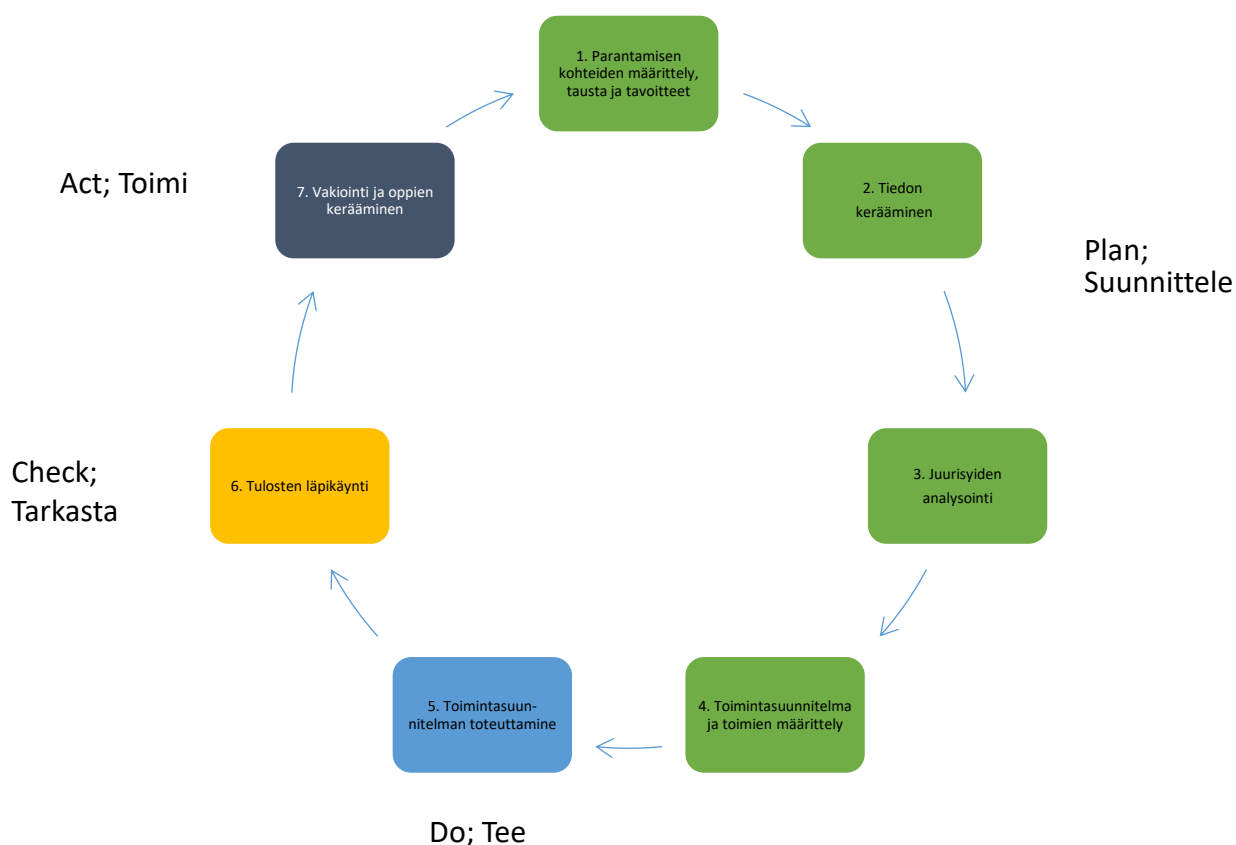 1. Parantamisen
kohteiden määrittely,
tausta ja tavoitteet
2. Tiedon
kerääminen
Plan;
Suunnittele
3. Juurisyiden
analysointi
4. Toimintasuunnitelma
ja toimien määrittely
5. Toimintasuun-
nitelman toteuttamine
Do; Tee
6. Tulosten läpikäynti
Check;
Tarkasta
7. Vakiointi ja oppien
kerääminen
Act; Toimi